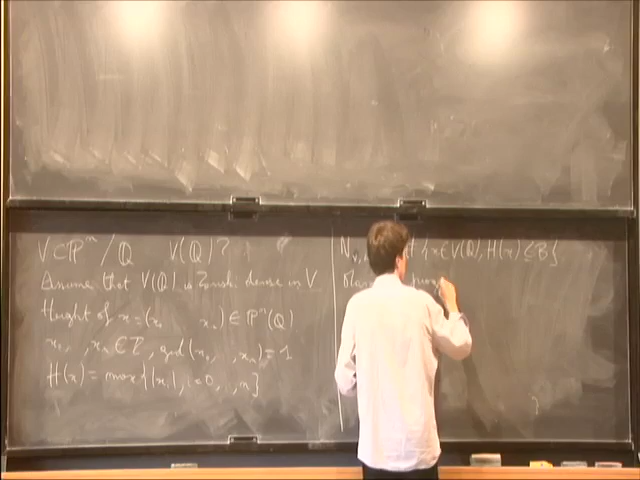 V ⊂ ℙⁿ / Q V(Q)?
Assume that V(Q) is Zariski dense in V
Height of x = (x₀ xₙ) ∈ ℙⁿ(Q)
x₀, , xₙ ∈ Z, gcd(x₀, , xₙ) = 1
H(x) = max{|xᵢ|, i=0, .., n}
# {x ∈ V(Q), H(x) ≤ B}